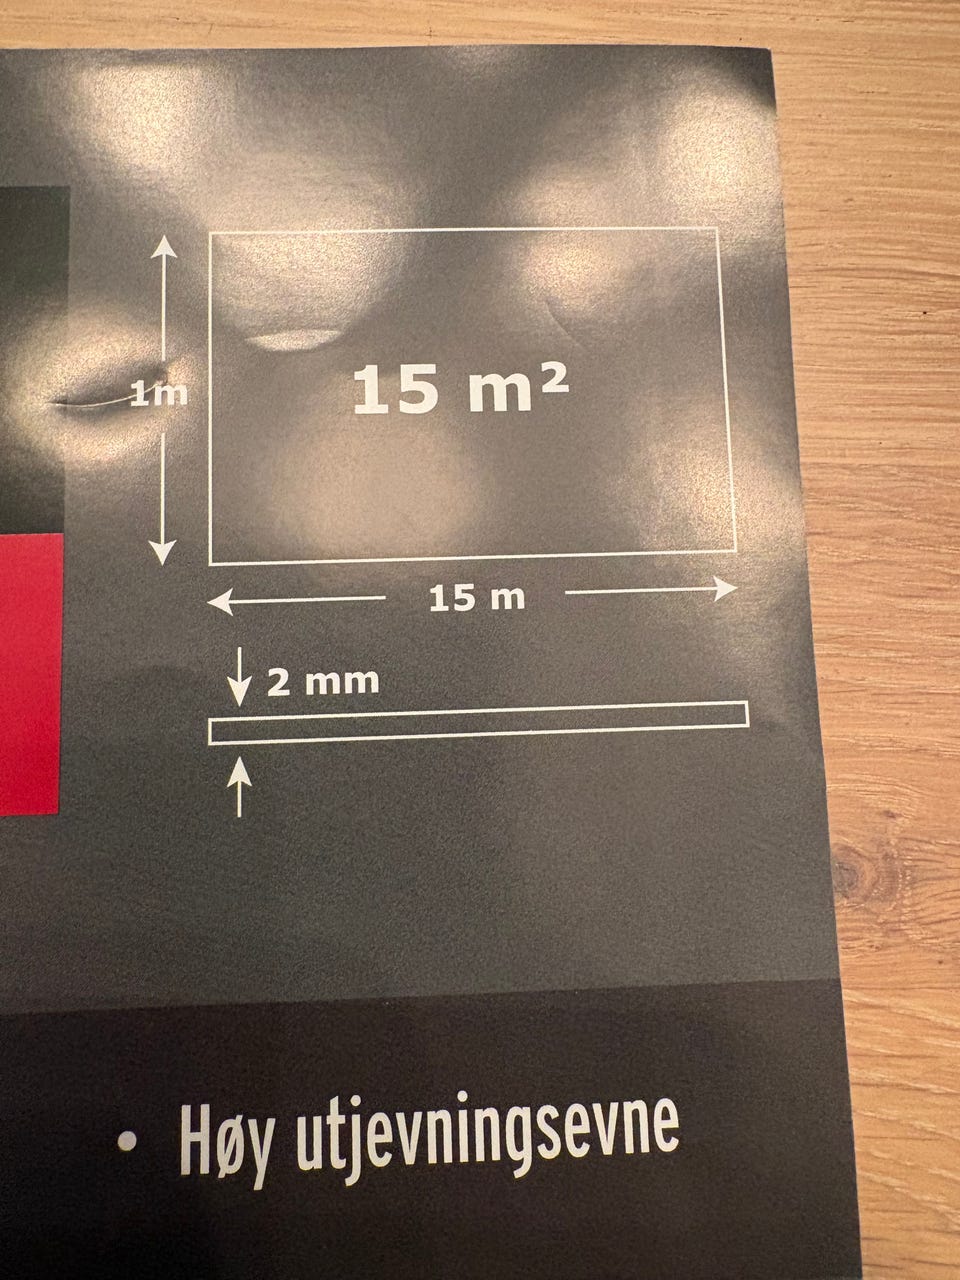 1m
15 m²
15 m
2 mm
• Høy utjevningsevne